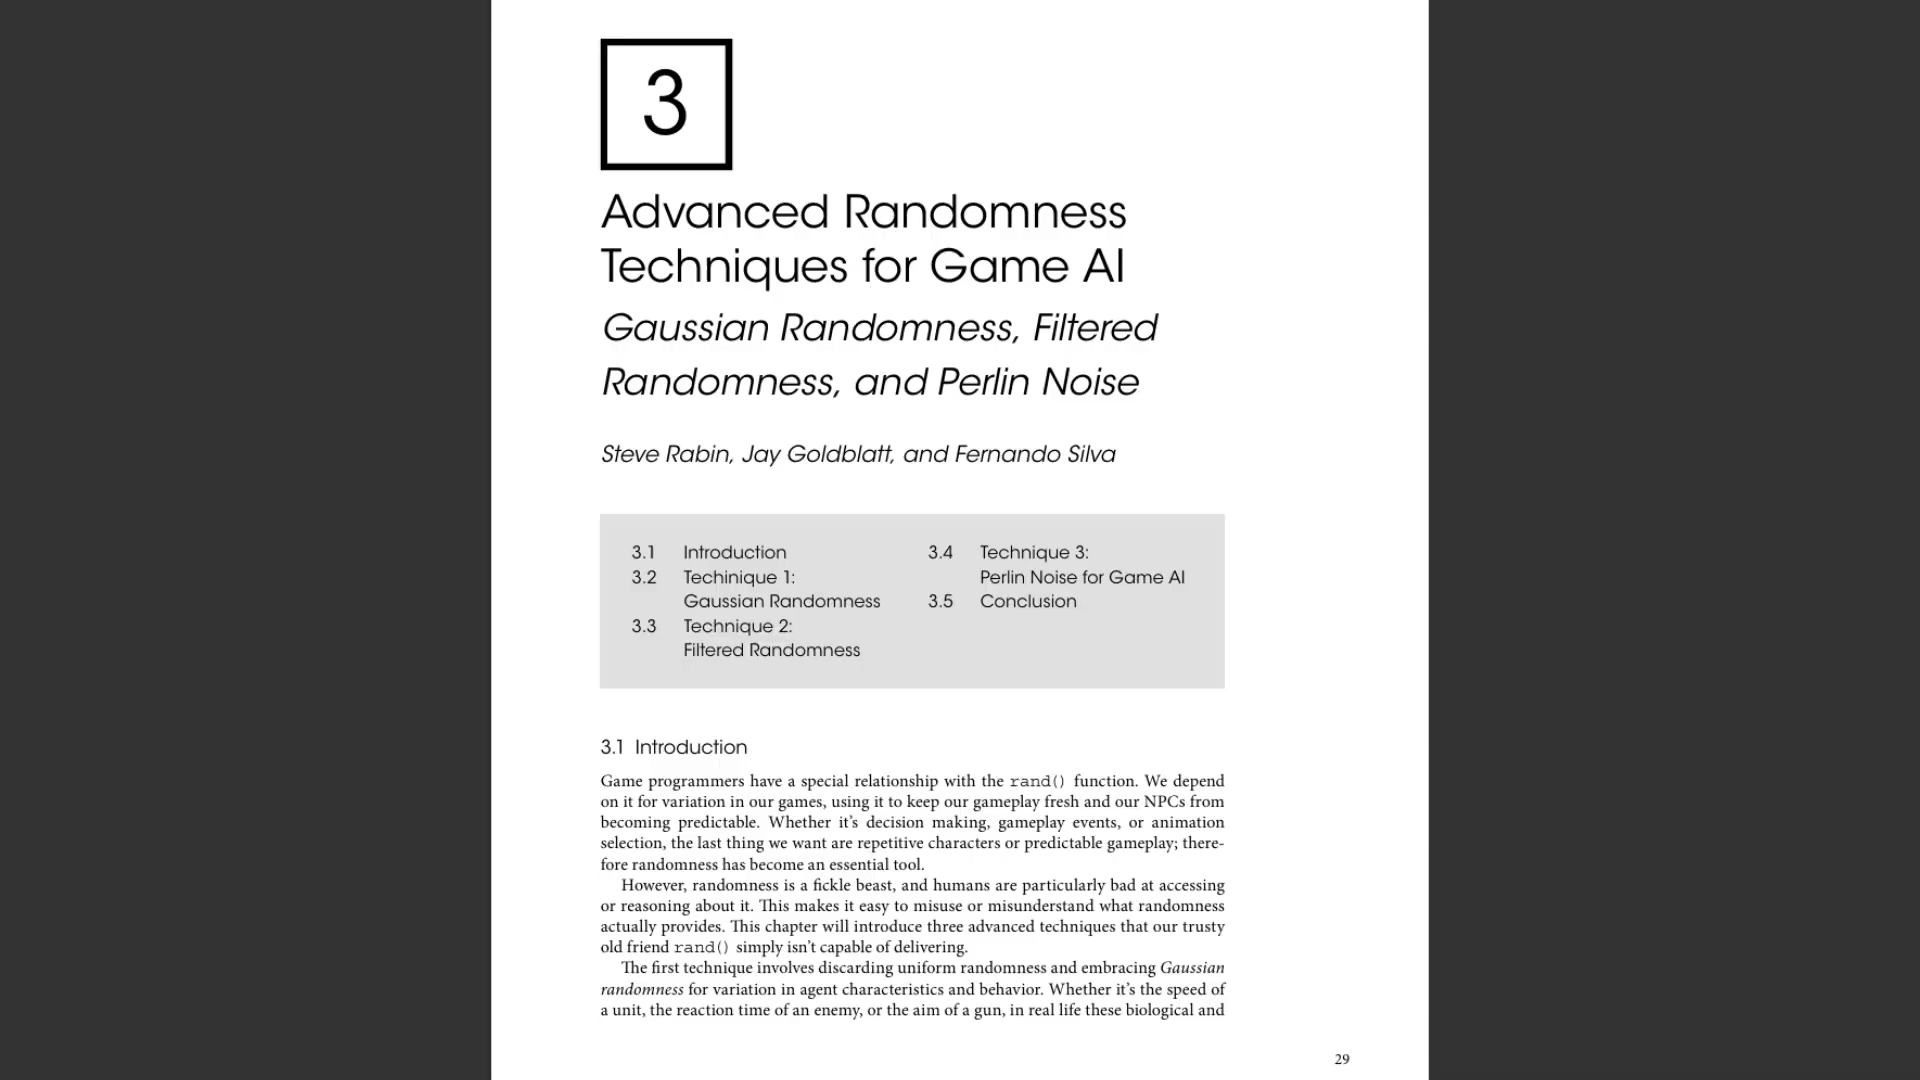 3
Advanced Randomness
Techniques for Game AI
Gaussian Randomness, Filtered
Randomness, and Perlin Noise
Steve Rabin, Jay Goldblatt, and Fernando Silva
3.1 Introduction
3.2 Techinique 1:
Gaussian Randomness
3.3 Technique 2:
Filtered Randomness
3.4 Technique 3:
Perlin Noise for Game AI
3.5 Conclusion
3.1 Introduction
Game programmers have a special relationship with the rand() function. We depend
on it for variation in our games, using it to keep our gameplay fresh and our NPCs from
becoming predictable. Whether it's decision making, gameplay events, or animation
selection, the last thing we want are repetitive characters or predictable gameplay; there-
fore randomness has become an essential tool.
However, randomness is a fickle beast, and humans are particularly bad at accessing
or reasoning about it. This makes it easy to misuse or misunderstand what randomness
actually provides. This chapter will introduce three advanced techniques that our trusty
old friend rand() simply isn't capable of delivering.
The first technique involves discarding uniform randomness and embracing Gaussian
randomness for variation in agent characteristics and behavior. Whether it's the speed of
a unit, the reaction time of an enemy, or the aim of a gun, in real life these biological and
29